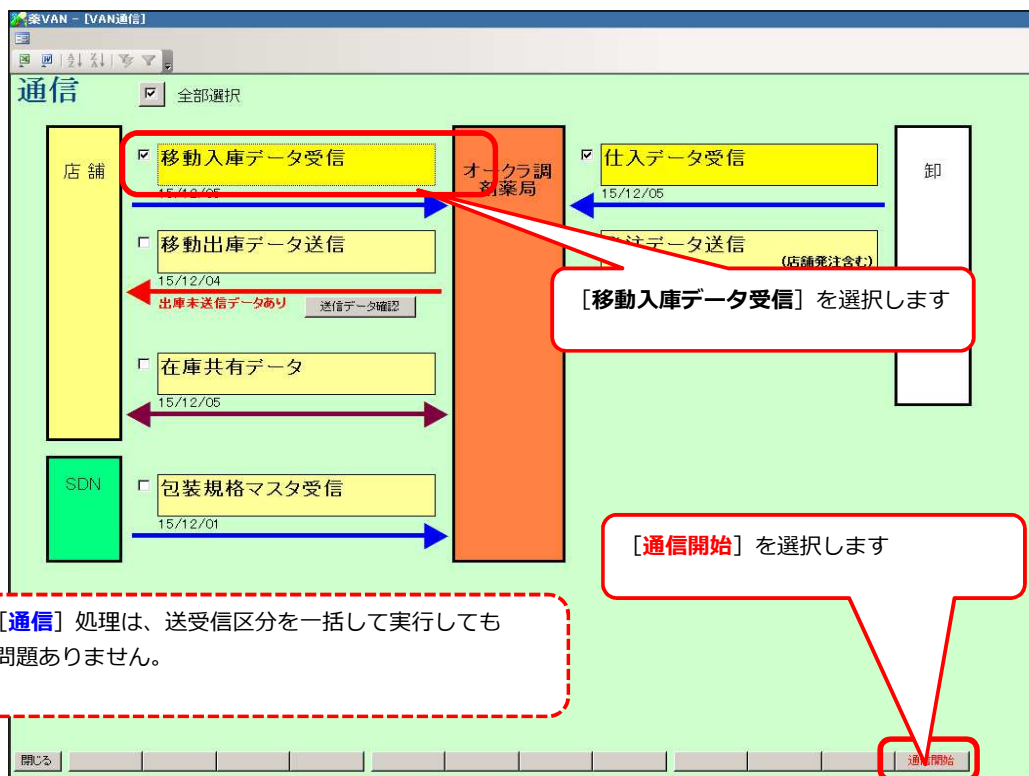 薬VAN - [VAN通信]
通信
全部選択
店 舗
移動入庫データ受信
15/12/05
オークラ調
剤薬局
仕入データ受信
15/12/05
卸
移動出庫データ送信
15/12/04
出庫未送信データあり
送信データ確認
データ送信
(店舗発注含む)
[移動入庫データ受信] を選択します
在庫共有データ
15/12/05
SDN
包装規格マスタ受信
15/12/01
[通信開始] を選択します
[通信] 処理は、送受信区分を一括して実行しても
問題ありません。
閉じる
通信開始